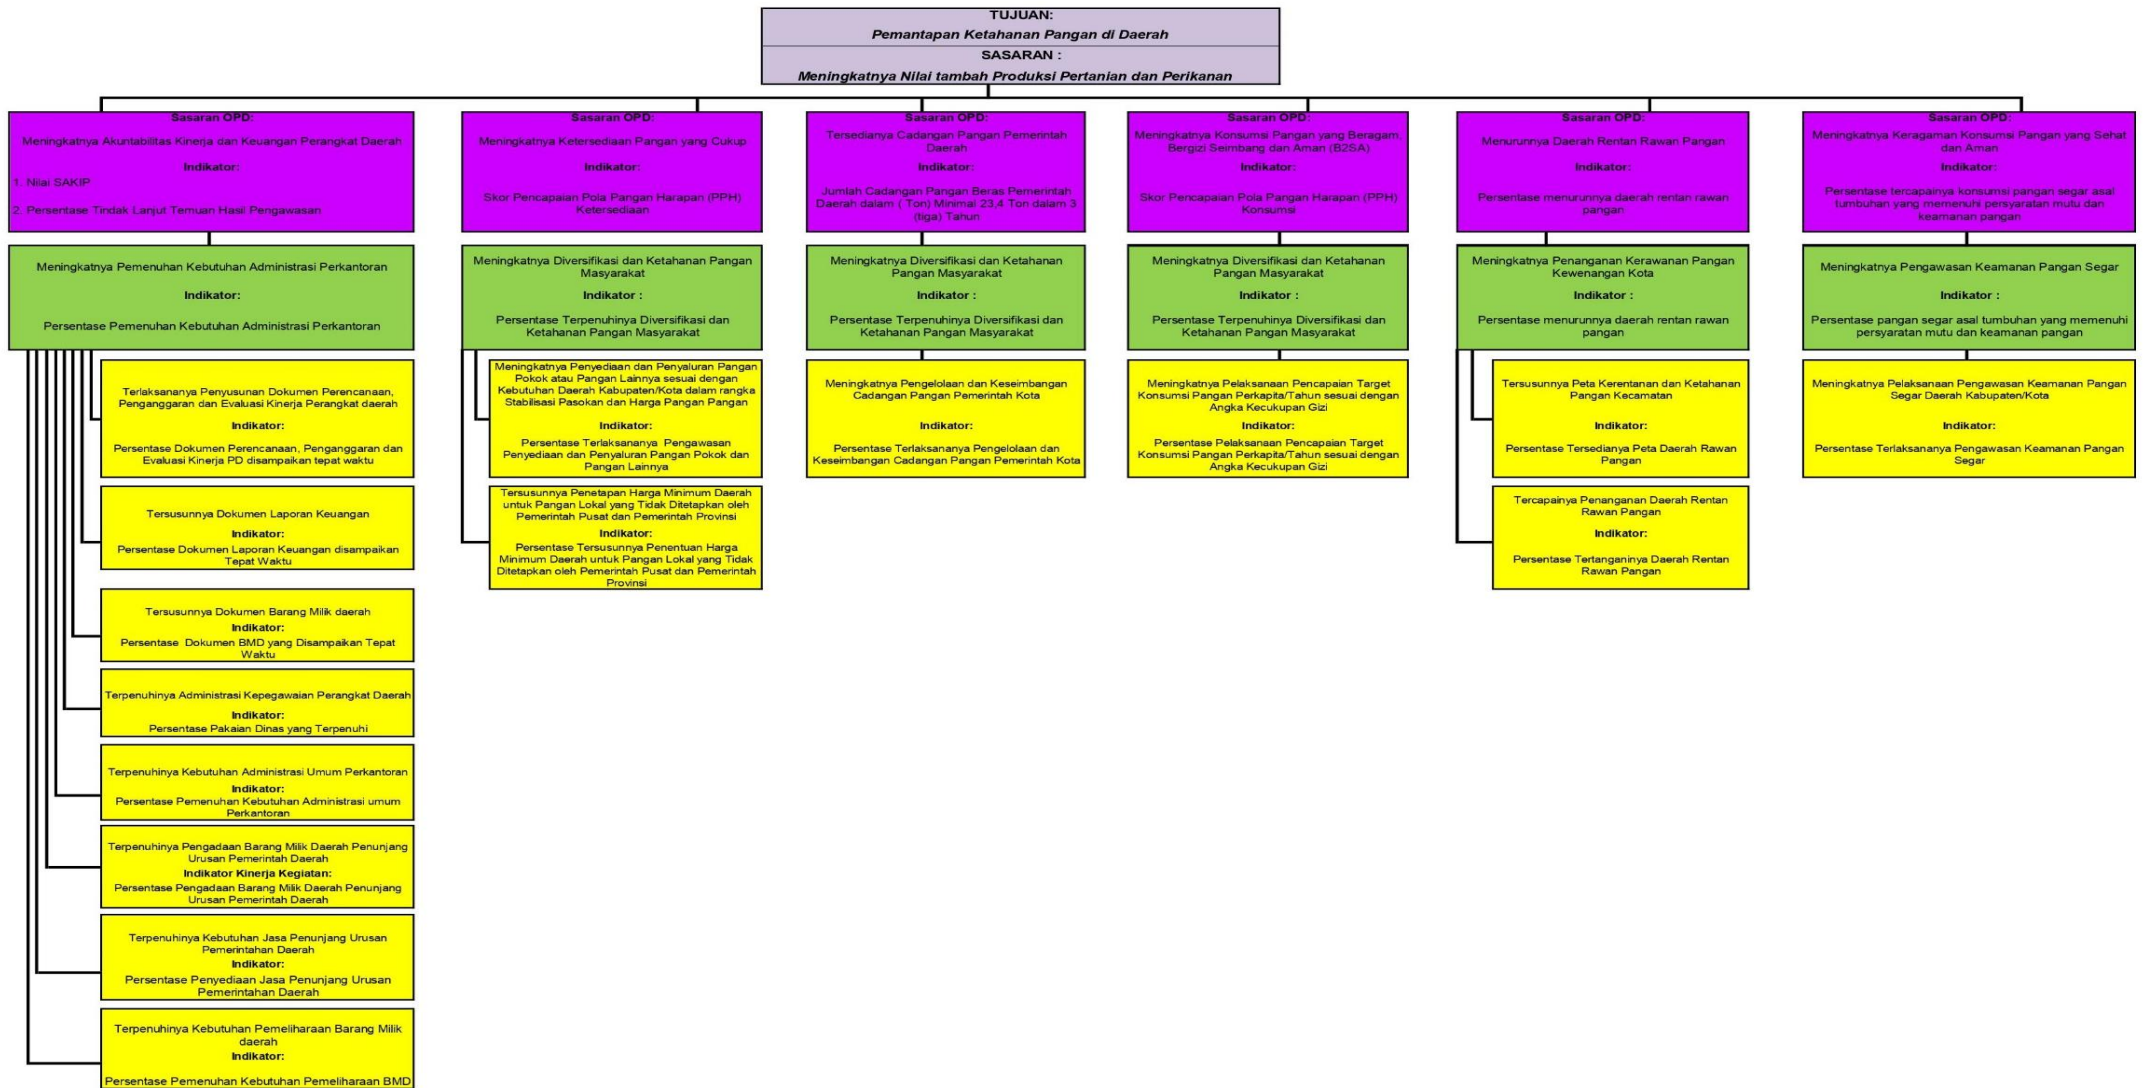 TUJUAN:
Pemantapan Ketahanan Pangan di Daerah
SASARAN :
Meningkatnya Nilai tambah Produksi Pertanian dan Perikanan
Sasaran OPD:
Meningkatnya Akuntabilitas Kinerja dan Keuangan Perangkat Daerah
Indikator:
1. Nilai SAKIP
2. Persentase Tindak Lanjut Temuan Hasil Pengawasan
Sasaran OPD:
Meningkatnya Ketersediaan Pangan yang Cukup
Indikator:
Skor Pencapaian Pola Pangan Harapan (PPH)
Ketersediaan
Sasaran OPD:
Tersedianya Cadangan Pangan Pemerintah
Daerah
Indikator:
Jumlah Cadangan Pangan Beras Pemerintah
Daerah dalam ( Ton) Minimal 23,4 Ton dalam 3
(tiga) Tahun
Sasaran OPD:
Meningkatnya Konsumsi Pangan yang Beragam,
Bergizi Seimbang dan Aman (B2SA)
Indikator:
Skor Pencapaian Pola Pangan Harapan (PPH)
Konsumsi
Sasaran OPD:
Menurunnya Daerah Rentan Rawan Pangan
Indikator:
Persentase menurunnya daerah rentan rawan
pangan
Sasaran OPD:
Meningkatnya Keragaman Konsumsi Pangan yang Sehat
dan Aman
Indikator:
Persentase tercapainya konsumsi pangan segar asal
tumbuhan yang memenuhi persyaratan mutu dan
keamanan pangan
Meningkatnya Pemenuhan Kebutuhan Administrasi Perkantoran
Indikator:
Persentase Pemenuhan Kebutuhan Administrasi Perkantoran
Meningkatnya Diversifikasi dan Ketahanan Pangan
Masyarakat
Indikator :
Persentase Terpenuhinya Diversifikasi dan
Ketahanan Pangan Masyarakat
Meningkatnya Diversifikasi dan Ketahanan
Pangan Masyarakat
Indikator :
Persentase Terpenuhinya Diversifikasi dan
Ketahanan Pangan Masyarakat
Meningkatnya Diversifikasi dan Ketahanan
Pangan Masyarakat
Indikator :
Persentase Terpenuhinya Diversifikasi dan
Ketahanan Pangan Masyarakat
Meningkatnya Penanganan Kerawanan Pangan
Kewenangan Kota
Indikator :
Persentase menurunnya daerah rentan rawan
pangan
Meningkatnya Pengawasan Keamanan Pangan Segar
Indikator :
Persentase pangan segar asal tumbuhan yang memenuhi
persyaratan mutu dan keamanan pangan
Terlaksananya Penyusunan Dokumen Perencanaan,
Penganggaran dan Evaluasi Kinerja Perangkat daerah
Indikator:
Persentase Dokumen Perencanaan, Penganggaran dan
Evaluasi Kinerja PD disampaikan tepat waktu
Meningkatnya Penyediaan dan Penyaluran Pangan
Pokok atau Pangan Lainnya sesuai dengan
Kebutuhan Daerah Kabupaten/Kota dalam rangka
Stabilisasi Pasokan dan Harga Pangan Pangan
Indikator:
Persentase Terlaksananya Pengawasan
Penyediaan dan Penyaluran Pangan Pokok dan
Pangan Lainnya
Meningkatnya Pengelolaan dan Keseimbangan
Cadangan Pangan Pemerintah Kota
Indikator:
Persentase Terlaksananya Pengelolaan dan
Keseimbangan Cadangan Pangan Pemerintah Kota
Meningkatnya Pelaksanaan Pencapaian Target
Konsumsi Pangan Perkapita/Tahun sesuai dengan
Angka Kecukupan Gizi
Indikator:
Persentase Pelaksanaan Pencapaian Target
Konsumsi Pangan Perkapita/Tahun sesuai dengan
Angka Kecukupan Gizi
Tersusunnya Peta Kerentanan dan Ketahanan
Pangan Kecamatan
Indikator:
Persentase Tersedianya Peta Daerah Rawan
Pangan
Meningkatnya Pelaksanaan Pengawasan Keamanan Pangan
Segar Daerah Kabupaten/Kota
Indikator:
Persentase Terlaksananya Pengawasan Keamanan Pangan
Segar
Tersusunnya Dokumen Laporan Keuangan
Indikator:
Persentase Dokumen Laporan Keuangan disampaikan
Tepat Waktu
Tersusunnya Penetapan Harga Minimum Daerah
untuk Pangan Lokal yang Tidak Ditetapkan oleh
Pemerintah Pusat dan Pemerintah Provinsi
Indikator:
Persentase Tersusunnya Penentuan Harga
Minimum Daerah untuk Pangan Lokal yang Tidak
Ditetapkan oleh Pemerintah Pusat dan Pemerintah
Provinsi
Tercapainya Penanganan Daerah Rentan
Rawan Pangan
Indikator:
Persentase Tertanganinya Daerah Rentan
Rawan Pangan
Tersusunnya Dokumen Barang Milik daerah
Indikator:
Persentase Dokumen BMD yang Disampaikan Tepat
Waktu
Terpenuhinya Administrasi Kepegawaian Perangkat Daerah
Indikator:
Persentase Pakaian Dinas yang Terpenuhi
Terpenuhinya Kebutuhan Administrasi Umum Perkantoran
Indikator:
Persentase Pemenuhan Kebutuhan Administrasi umum
Perkantoran
Terpenuhinya Pengadaan Barang Milik Daerah Penunjang
Urusan Pemerintah Daerah
Indikator Kinerja Kegiatan:
Persentase Pengadaan Barang Milik Daerah Penunjang
Urusan Pemerintah Daerah
Terpenuhinya Kebutuhan Jasa Penunjang Urusan
Pemerintahan Daerah
Indikator:
Persentase Penyediaan Jasa Penunjang Urusan
Pemerintahan Daerah
Terpenuhinya Kebutuhan Pemeliharaan Barang Milik
daerah
Indikator:
Persentase Pemenuhan Kebutuhan Pemeliharaan BMD